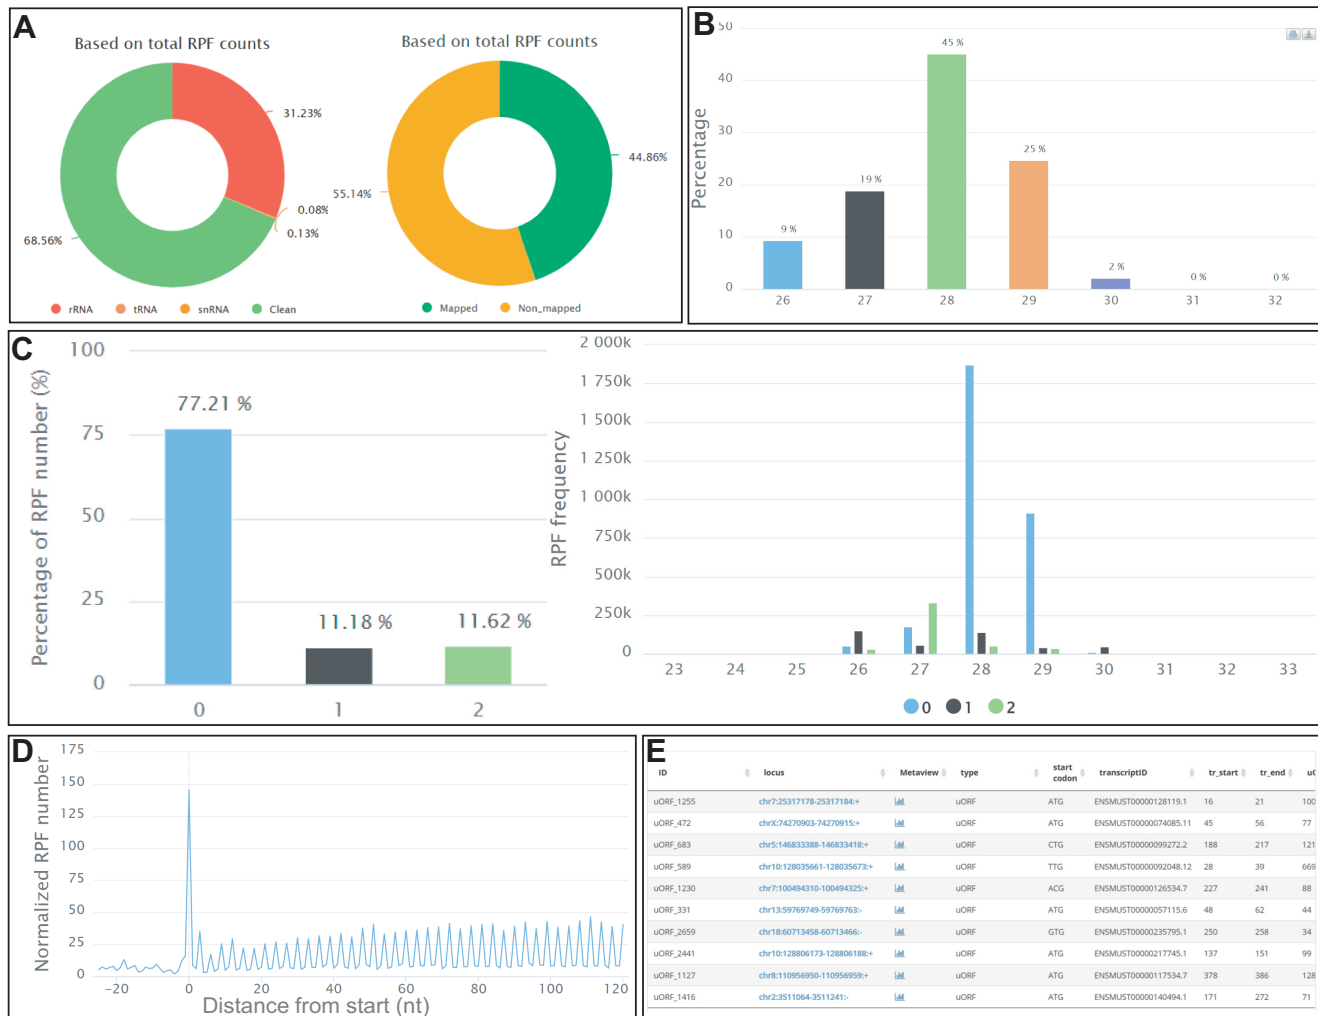 A
Based on total RPF counts
Based on total RPF counts
31.23%
0.08%
0.13%
68.56%
44.86%
55.14%
rRNA tRNA snRNA Clean
Mapped Non_mapped
B
Percentage
50
40
30
20
10
0
9 %
19 %
45 %
25 %
2 %
0 %
0 %
26 27 28 29 30 31 32
C
Percentage of RPF number (%)
100
75
50
25
0
77.21 %
11.18 %
11.62 %
0 1 2
RPF frequency
2 000k
1 750k
1 500k
1 250k
1 000k
750k
500k
250k
0
23 24 25 26 27 28 29 30 31 32 33
0 1 2
D
Normalized RPF number
175
150
125
100
75
50
25
0
−20 0 20 40 60 80 100 120
Distance from start (nt)
E
ID locus Metaview type start codon transcriptID tr_start tr_end
uORF_1255 chr7:25317178-25317184:+ uORF ATG ENSMUST00000128119.1 16 21 100
uORF_472 chrX:74270903-74270915:+ uORF ATG ENSMUST00000074085.11 45 56 77
uORF_683 chr5:146833388-146833418:+ uORF CTG ENSMUST00000099272.2 188 217 121
uORF_589 chr10:128035661-128035673:+ uORF TTG ENSMUST00000092048.12 28 39 669
uORF_1230 chr7:100494310-100494325:+ uORF ACG ENSMUST00000126534.7 227 241 88
uORF_331 chr13:59769749-59769763:- uORF ATG ENSMUST00000057115.6 48 62 44
uORF_2659 chr18:60713458-60713466:- uORF GTG ENSMUST00000235795.1 250 258 34
uORF_2441 chr10:128806173-128806188:+ uORF ATG ENSMUST00000217745.1 137 151 99
uORF_1127 chr8:110956950-110956959:+ uORF ATG ENSMUST00000117534.7 378 386 128
uORF_1416 chr2:3511064-3511241:- uORF ATG ENSMUST00000140494.1 171 272 71